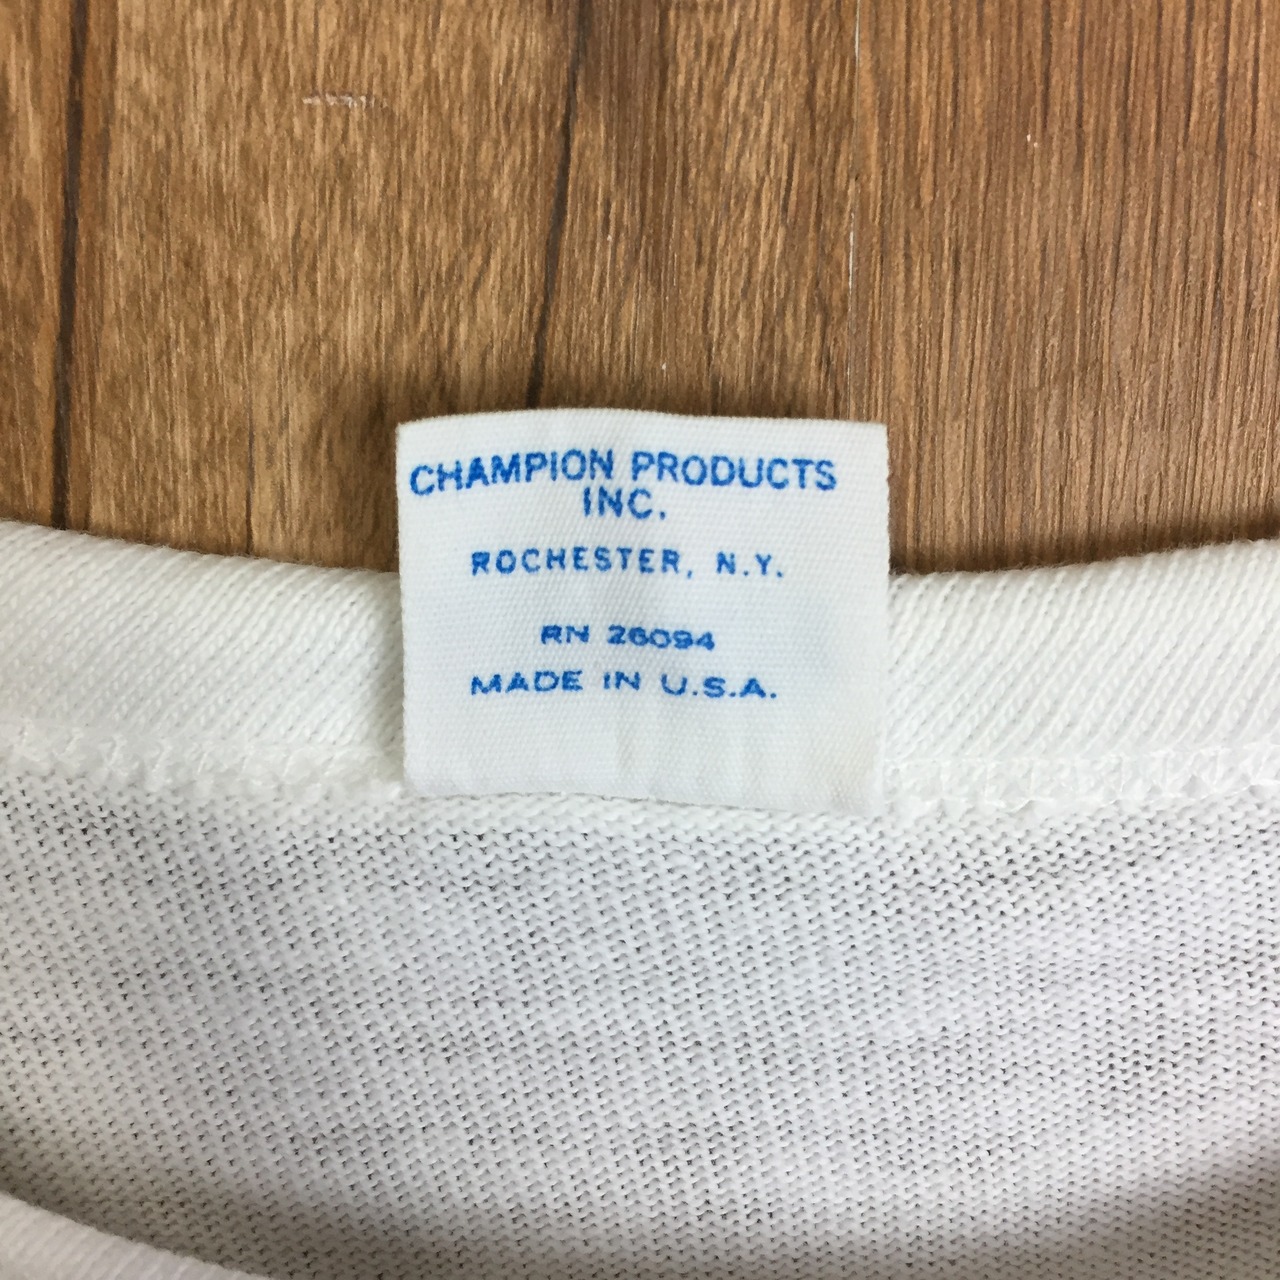 CHAMPION PRODUCTS
INC.
ROCHESTER, N.Y.
RN 26094
MADE IN U.S.A.